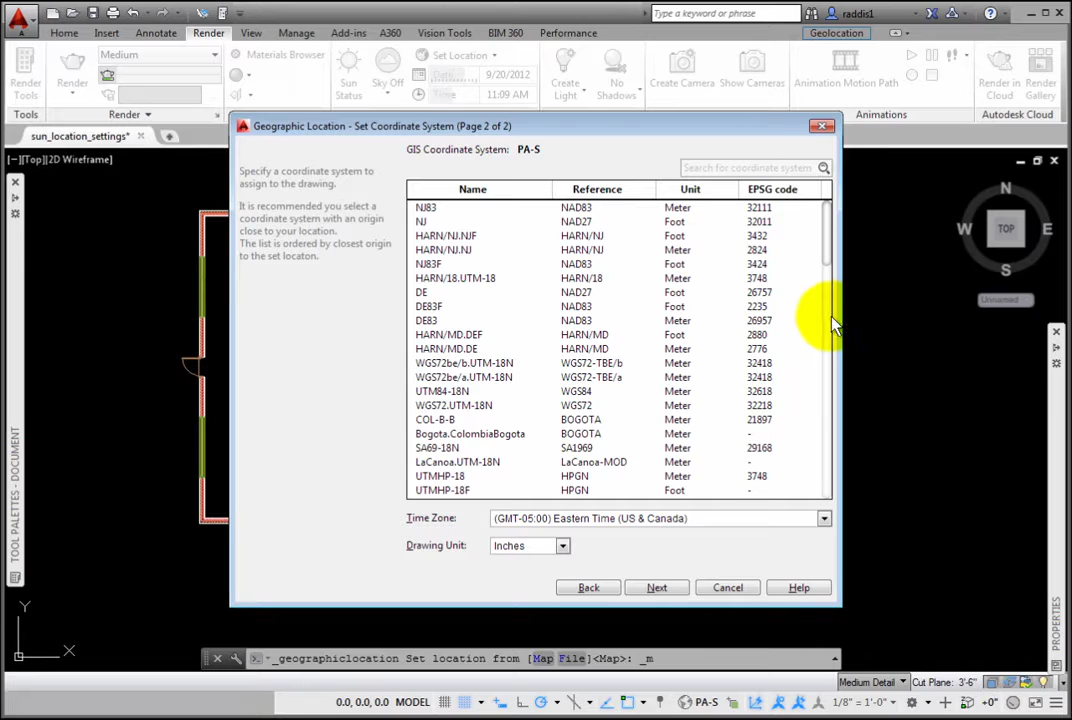 Type a keyword or phrase
raddis1
Home Insert Annotate Render View Manage Add-ins A360 Vision Tools BIM 360 Performance Geolocation
Medium
Materials Browser
Set Location
Date 9/20/2012
Time 11:09 AM
Render Tools
Render
Sun Status
Sky Off
Create Light
No Shadows
Create Camera
Show Cameras
Animation Motion Path
Render in Cloud
Render Gallery
Tools
Render
Animations
Autodesk Cloud
sun_location_settings*
[−][Top][2D Wireframe]
Geographic Location - Set Coordinate System (Page 2 of 2)
GIS Coordinate System: PA-S
Specify a coordinate system to
assign to the drawing.
It is recommended you select a
coordinate system with an origin
close to your location.
The list is ordered by closest origin
to the set locaton.
Search for coordinate system
Name Reference Unit EPSG code
NJ83 NAD83 Meter 32111
NJ NAD27 Foot 32011
HARN/NJ.NJF HARN/NJ Foot 3432
HARN/NJ.NJ HARN/NJ Meter 2824
NJ83F NAD83 Foot 3424
HARN/18.UTM-18 HARN/18 Meter 3748
DE NAD27 Foot 26757
DE83F NAD83 Foot 2235
DE83 NAD83 Meter 26957
HARN/MD.DEF HARN/MD Foot 2880
HARN/MD.DE HARN/MD Meter 2776
WGS72be/b.UTM-18N WGS72-TBE/b Meter 32418
WGS72be/a.UTM-18N WGS72-TBE/a Meter 32418
UTM84-18N WGS84 Meter 32618
WGS72.UTM-18N WGS72 Meter 32218
COL-B-B BOGOTA Meter 21897
Bogota.ColombiaBogota BOGOTA Meter -
SA69-18N SA1969 Meter 29168
LaCanoa.UTM-18N LaCanoa-MOD Meter -
UTMHP-18 HPGN Meter 3748
UTMHP-18F HPGN Foot -
Time Zone: (GMT-05:00) Eastern Time (US & Canada)
Drawing Unit: Inches
Back Next Cancel Help
N
W TOP E
S
Unnamed
TOOL PALETTES - DOCUMENT
PROPERTIES
Y
X
_geographiclocation Set location from [Map File]<Map>: _m
Medium Detail Cut Plane: 3'-6"
0.0, 0.0, 0.0 MODEL PA-S 1/8" = 1'-0" +0"